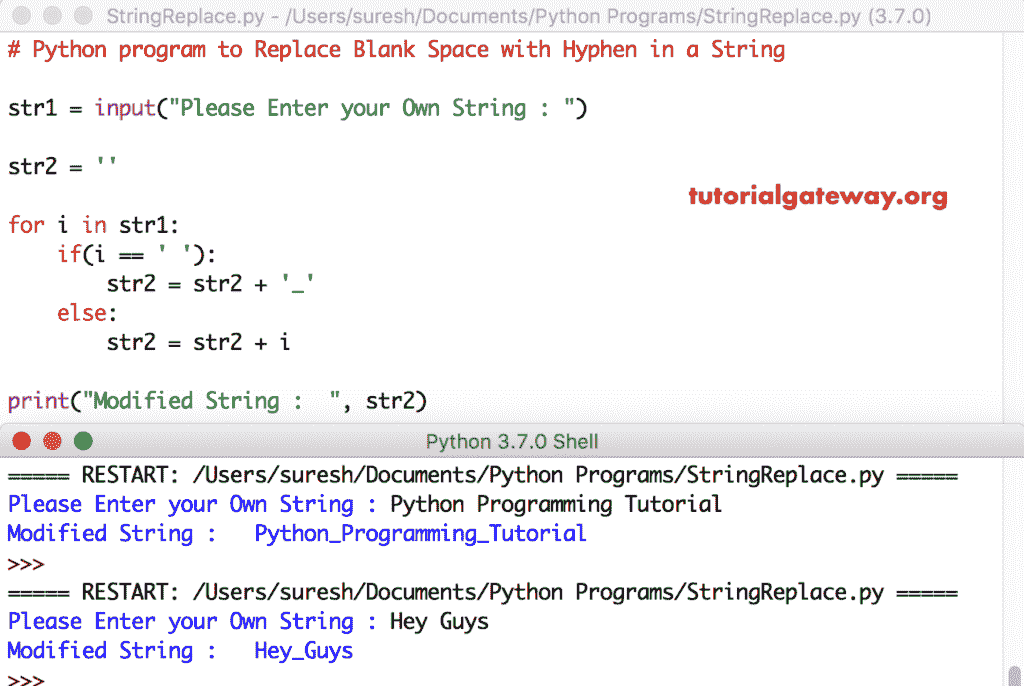 StringReplace.py - /Users/suresh/Documents/Python Programs/StringReplace.py (3.7.0)
# Python program to Replace Blank Space with Hyphen in a String
str1 = input("Please Enter your Own String : ")
str2 = ''
tutorialgateway.org
for i in str1:
    if(i == ' '):
        str2 = str2 + '_'
    else:
        str2 = str2 + i
print("Modified String :  ", str2)
Python 3.7.0 Shell
===== RESTART: /Users/suresh/Documents/Python Programs/StringReplace.py =====
Please Enter your Own String : Python Programming Tutorial
Modified String :   Python_Programming_Tutorial
>>>
===== RESTART: /Users/suresh/Documents/Python Programs/StringReplace.py =====
Please Enter your Own String : Hey Guys
Modified String :   Hey_Guys
>>>